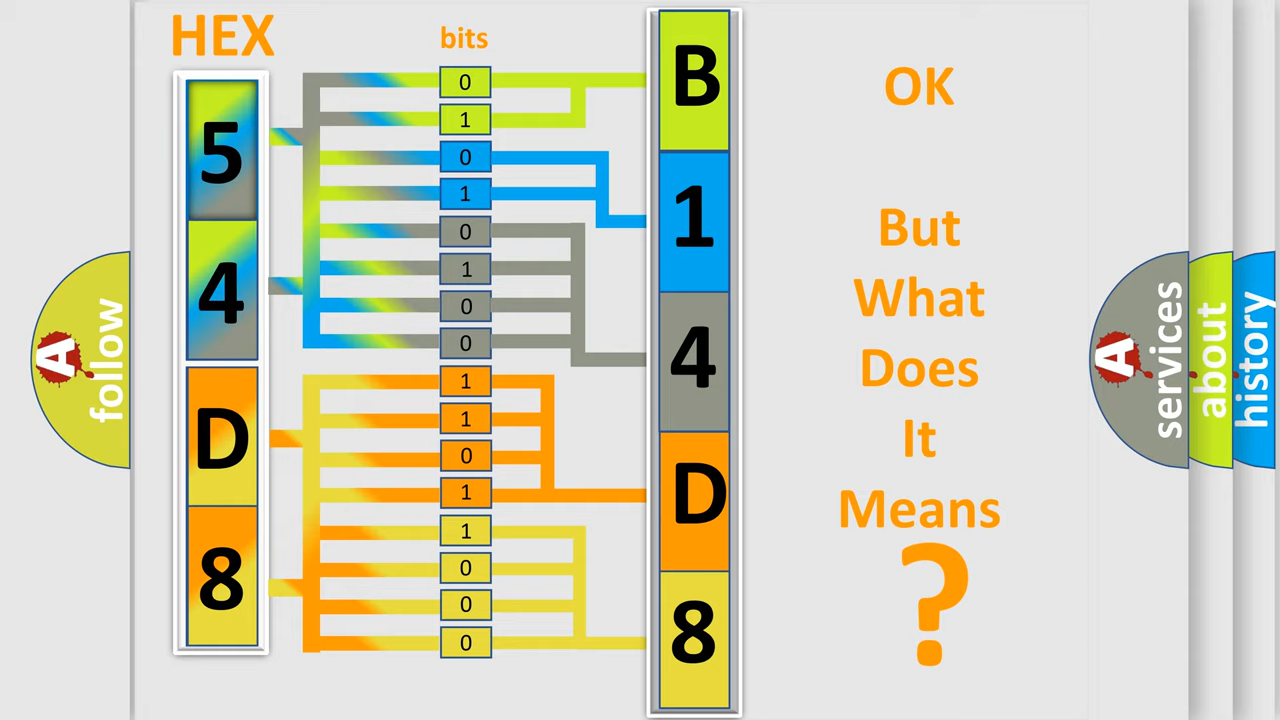 HEX
bits
5
4
D
8
0
1
0
1
0
1
0
0
1
1
0
1
1
0
0
0
B
1
4
D
8
OK
But
What
Does
It
Means
?
A
follow
A
services
about
history